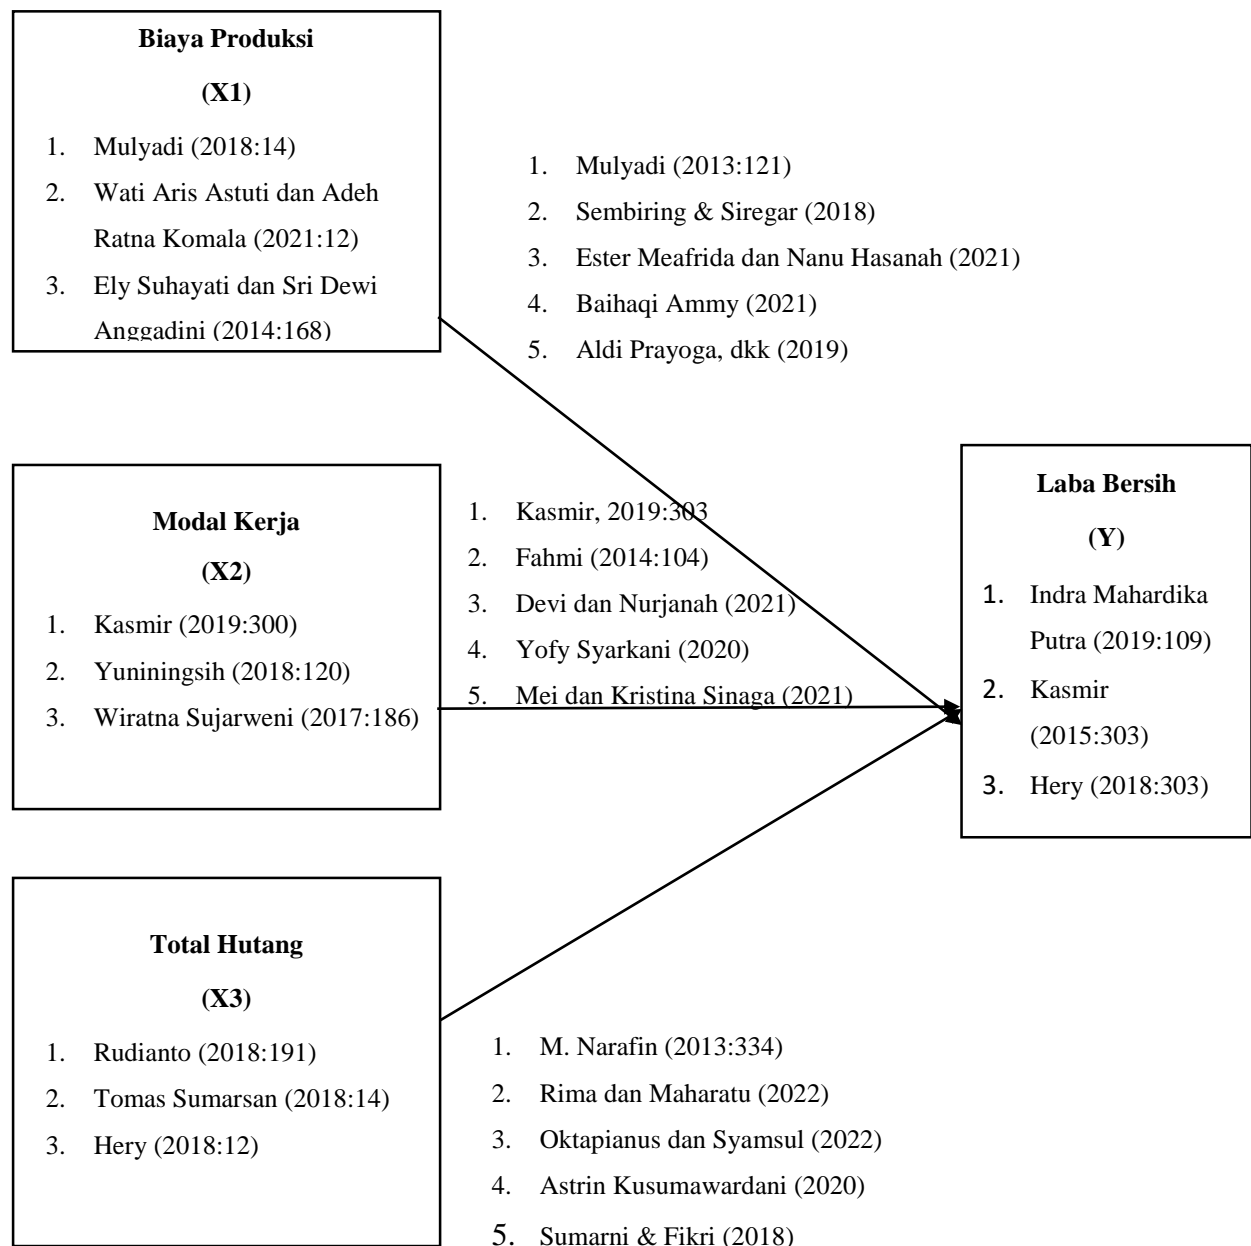 Biaya Produksi
(X1)
1. Mulyadi (2018:14)
2. Wati Aris Astuti dan Adeh
Ratna Komala (2021:12)
3. Ely Suhayati dan Sri Dewi
Anggadini (2014:168)
1. Mulyadi (2013:121)
2. Sembiring & Siregar (2018)
3. Ester Meafrida dan Nanu Hasanah (2021)
4. Baihaqi Ammy (2021)
5. Aldi Prayoga, dkk (2019)
Modal Kerja
(X2)
1. Kasmir (2019:300)
2. Yuniningsih (2018:120)
3. Wiratna Sujarweni (2017:186)
1. Kasmir, 2019:303
2. Fahmi (2014:104)
3. Devi dan Nurjanah (2021)
4. Yofy Syarkani (2020)
5. Mei dan Kristina Sinaga (2021)
Laba Bersih
(Y)
1. Indra Mahardika
Putra (2019:109)
2. Kasmir
(2015:303)
3. Hery (2018:303)
Total Hutang
(X3)
1. Rudianto (2018:191)
2. Tomas Sumarsan (2018:14)
3. Hery (2018:12)
1. M. Narafin (2013:334)
2. Rima dan Maharatu (2022)
3. Oktapianus dan Syamsul (2022)
4. Astrin Kusumawardani (2020)
5. Sumarni & Fikri (2018)